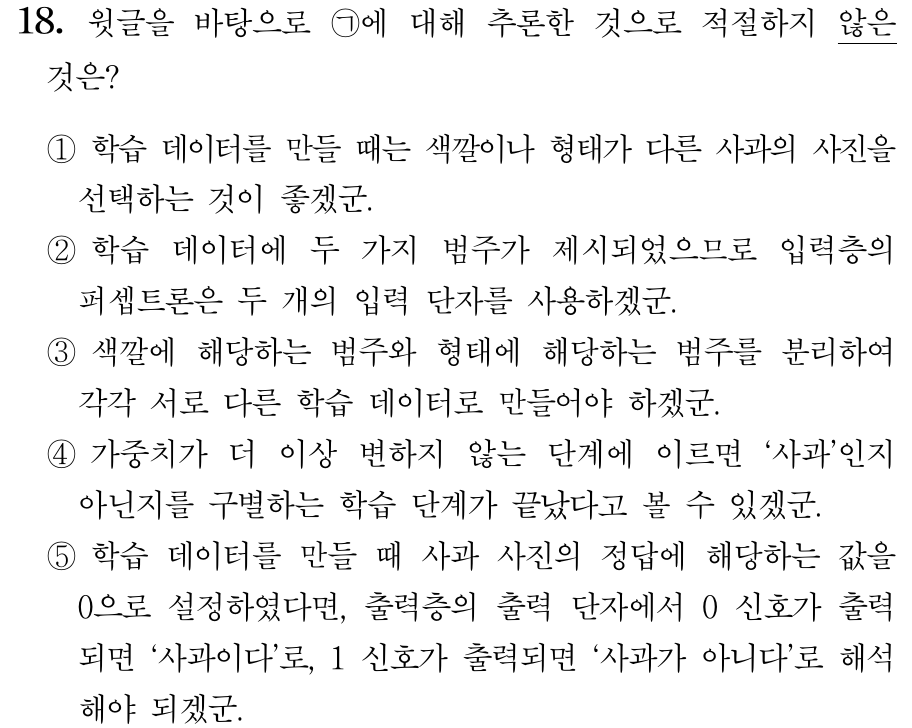 18. 윗글을 바탕으로 ㉠에 대해 추론한 것으로 적절하지 않은
것은?
① 학습 데이터를 만들 때는 색깔이나 형태가 다른 사과의 사진을
선택하는 것이 좋겠군.
② 학습 데이터에 두 가지 범주가 제시되었으므로 입력층의
퍼셉트론은 두 개의 입력 단자를 사용하겠군.
③ 색깔에 해당하는 범주와 형태에 해당하는 범주를 분리하여
각각 서로 다른 학습 데이터로 만들어야 하겠군.
④ 가중치가 더 이상 변하지 않는 단계에 이르면 ‘사과’인지
아닌지를 구별하는 학습 단계가 끝났다고 볼 수 있겠군.
⑤ 학습 데이터를 만들 때 사과 사진의 정답에 해당하는 값을
0으로 설정하였다면, 출력층의 출력 단자에서 0 신호가 출력
되면 ‘사과이다’로, 1 신호가 출력되면 ‘사과가 아니다’로 해석
해야 되겠군.